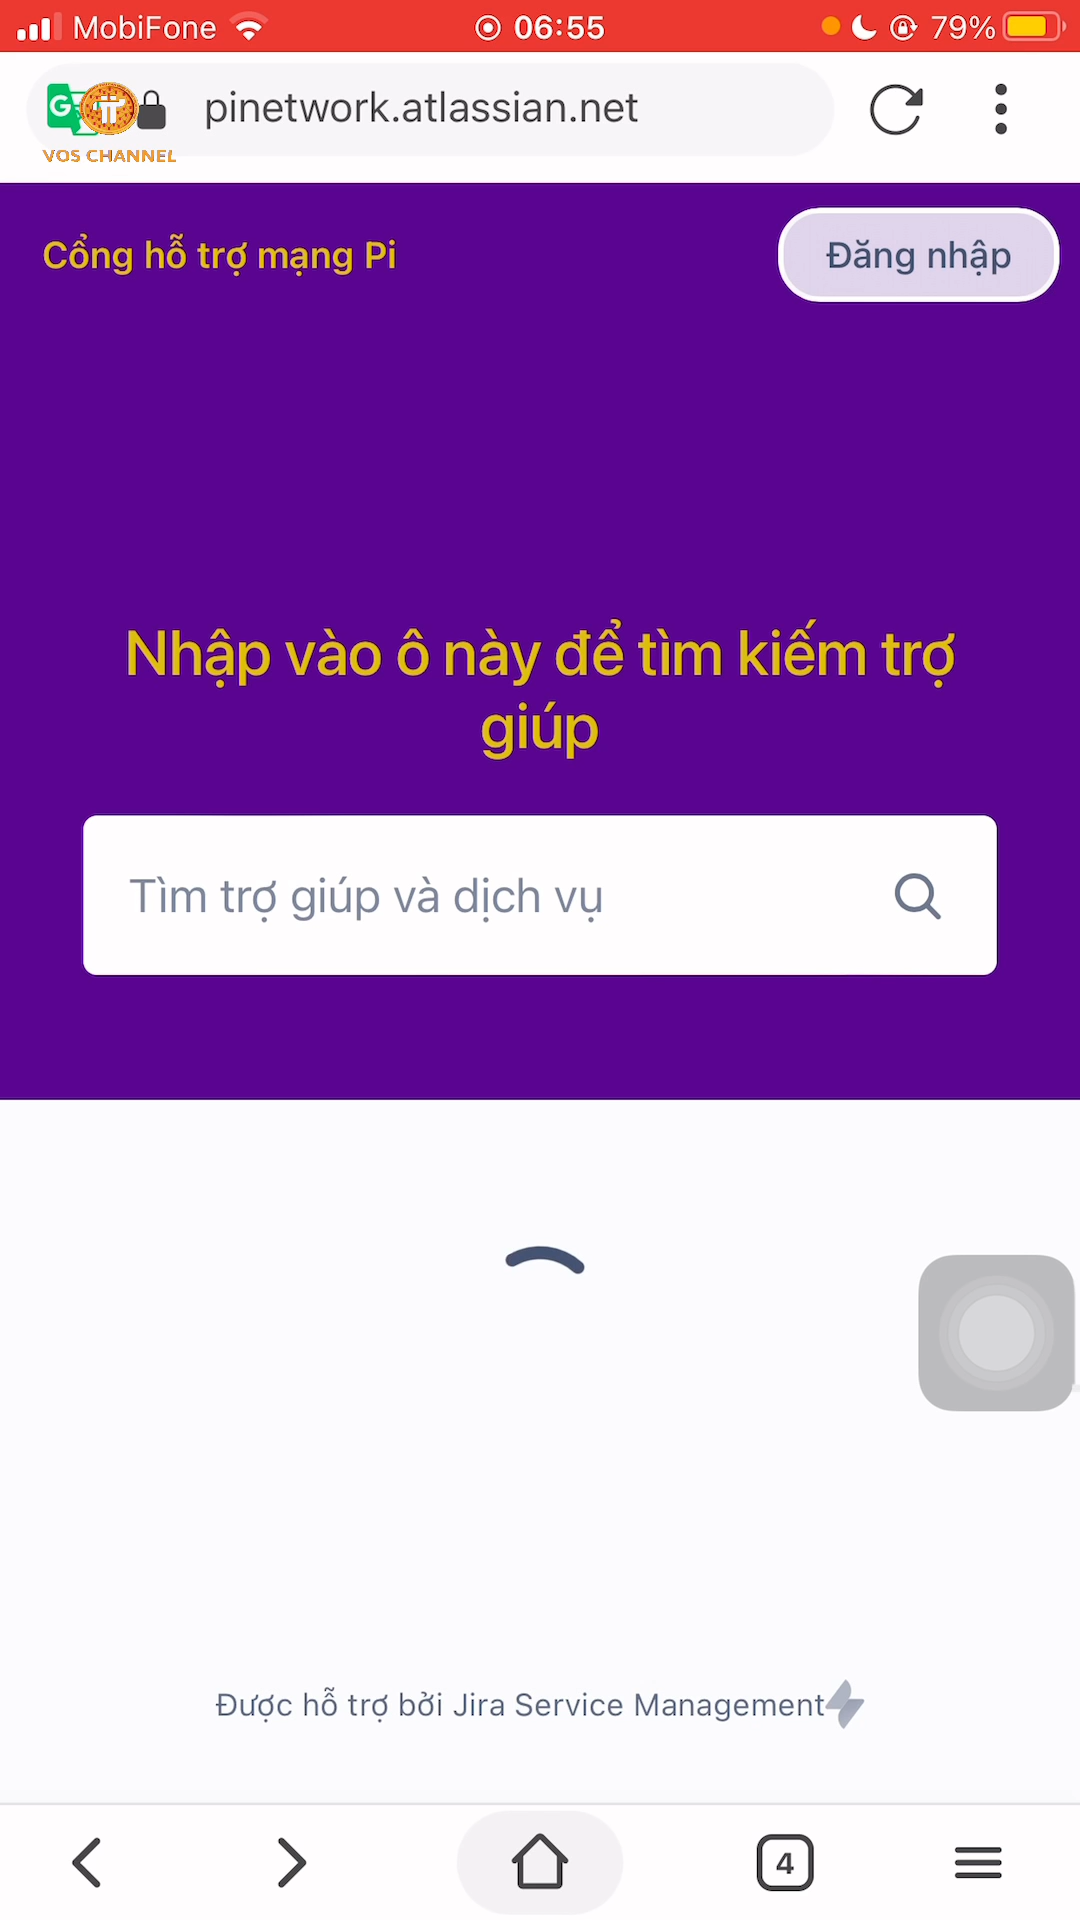 MobiFone
06:55
79%
pinetwork.atlassian.net
VOS CHANNEL
Cổng hỗ trợ mạng Pi
Đăng nhập
Nhập vào ô này để tìm kiếm trợ
giúp
Tìm trợ giúp và dịch vụ
Được hỗ trợ bởi Jira Service Management
4